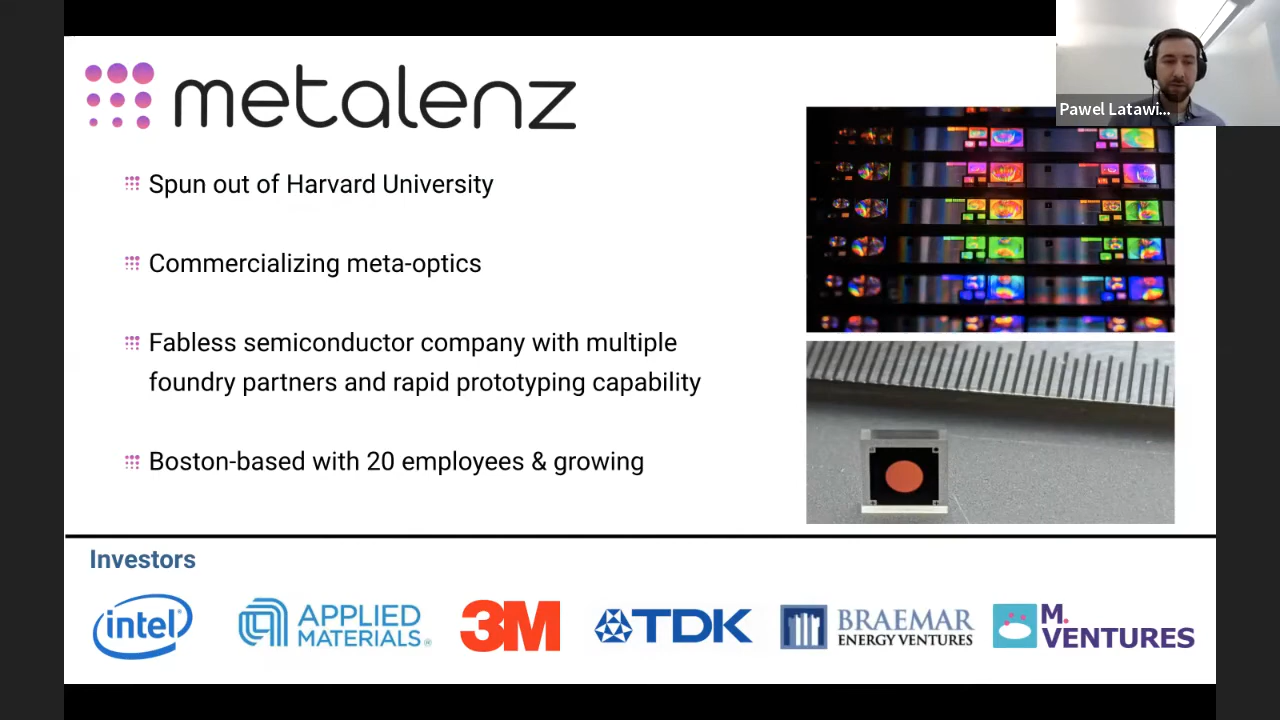 metalenz
Pawel Latawi...
Spun out of Harvard University
Commercializing meta-optics
Fabless semiconductor company with multiple
foundry partners and rapid prototyping capability
Boston-based with 20 employees & growing
Investors
intel®
APPLIED
MATERIALS®
3M
TDK
BRAEMAR
ENERGY VENTURES
M.
VENTURES